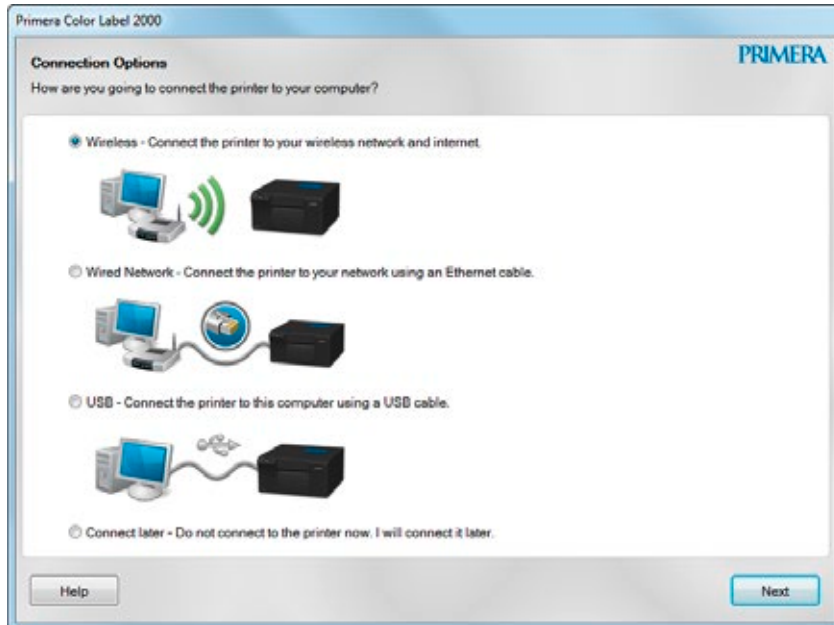 Primera Color Label 2000
PRIMERA
Connection Options
How are you going to connect the printer to your computer?
Wireless - Connect the printer to your wireless network and internet.
Wired Network - Connect the printer to your network using an Ethernet cable.
USB - Connect the printer to this computer using a USB cable.
Connect later - Do not connect to the printer now. I will connect it later.
Help
Next